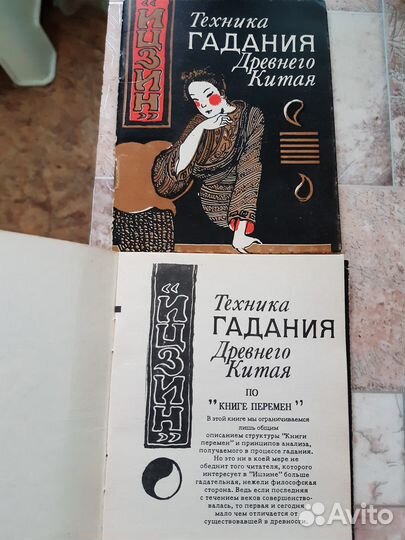 «ИЦЗИН»
Техника
ГАДАНИЯ
Древнего
Китая
«ИЦЗИН»
Техника
ГАДАНИЯ
Древнего
Китая
ПО
"КНИГЕ ПЕРЕМЕН"
В этой книге мы ограничиваемся
лишь общим
описанием структуры "Книги
перемен" и принципов анализа,
получаемого в процессе гадания.
Но это ни в коей мере не
обеднит того читателя, которого
интересует в "Ицзине" больше
гадательная, нежели философская
сторона. Ведь если последняя
с течением веков совершенство-
валась, то первая и сегодня
мало чем отличается от
существовавшей в древности.
Avito